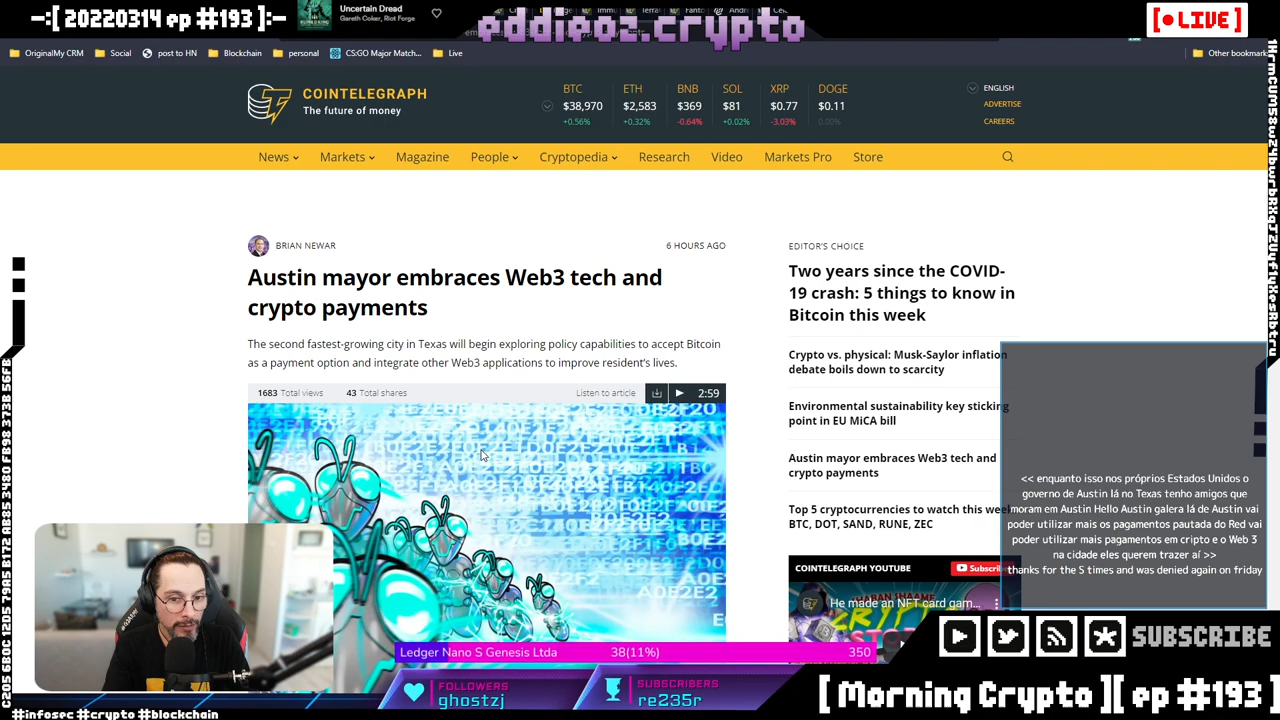 —:[ 20220314 ep #193 ]:—
Uncertain Dread
Gareth Coker, Riot Forge
eddieoz.crypto
[ ● LIVE ]
OriginalMy CRM
Social
post to HN
Blockchain
personal
CS:GO Major Match...
Live
Other bookmark
COINTELEGRAPH
The future of money
BTC ETH BNB SOL XRP DOGE
$38,970 $2,583 $369 $81 $0.77 $0.11
+0.56% +0.32% -0.64% +0.02% -3.03% 0.00%
ENGLISH
ADVERTISE
CAREERS
News Markets Magazine People Cryptopedia Research Video Markets Pro Store
BRIAN NEWAR
6 HOURS AGO
Austin mayor embraces Web3 tech and
crypto payments
The second fastest-growing city in Texas will begin exploring policy capabilities to accept Bitcoin
as a payment option and integrate other Web3 applications to improve resident's lives.
1683 Total views 43 Total shares Listen to article 2:59
EDITOR'S CHOICE
Two years since the COVID-
19 crash: 5 things to know in
Bitcoin this week
Crypto vs. physical: Musk-Saylor inflation
debate boils down to scarcity
Environmental sustainability key sticking
point in EU MiCA bill
Austin mayor embraces Web3 tech and
crypto payments
Top 5 cryptocurrencies to watch this week:
BTC, DOT, SAND, RUNE, ZEC
COINTELEGRAPH YOUTUBE
Subscribe
He made an NFT card gam...
<< enquanto isso nos próprios Estados Unidos o
governo de Austin lá no Texas tenho amigos que
moram em Austin Hello Austin galera lá de Austin vai
poder utilizar mais os pagamentos pautada do Red vai
poder utilizar mais pagamentos em cripto e o Web 3
na cidade eles querem trazer aí >>
thanks for the 5 times and was denied again on friday
Ledger Nano S Genesis Ltda 38(11%) 350
FOLLOWERS
ghostzj
SUBSCRIBERS
re235r
SUBSCRIBE
[ Morning Crypto ][ ep #193 ]
#infosec #crypto #blockchain